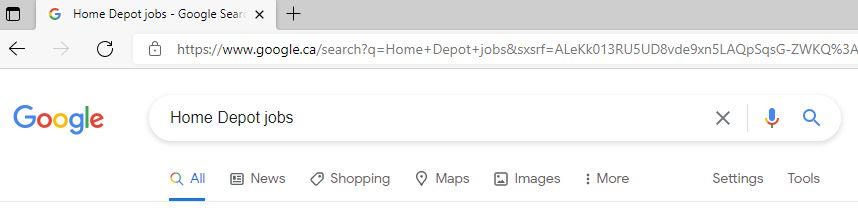 Home Depot jobs - Google Sear
https://www.google.ca/search?q=Home+Depot+jobs&sxsrf=ALeKk013RU5UD8vde9xn5LAQpSqsG-ZWKQ%3A
Google
Home Depot jobs
All News Shopping Maps Images More Settings Tools